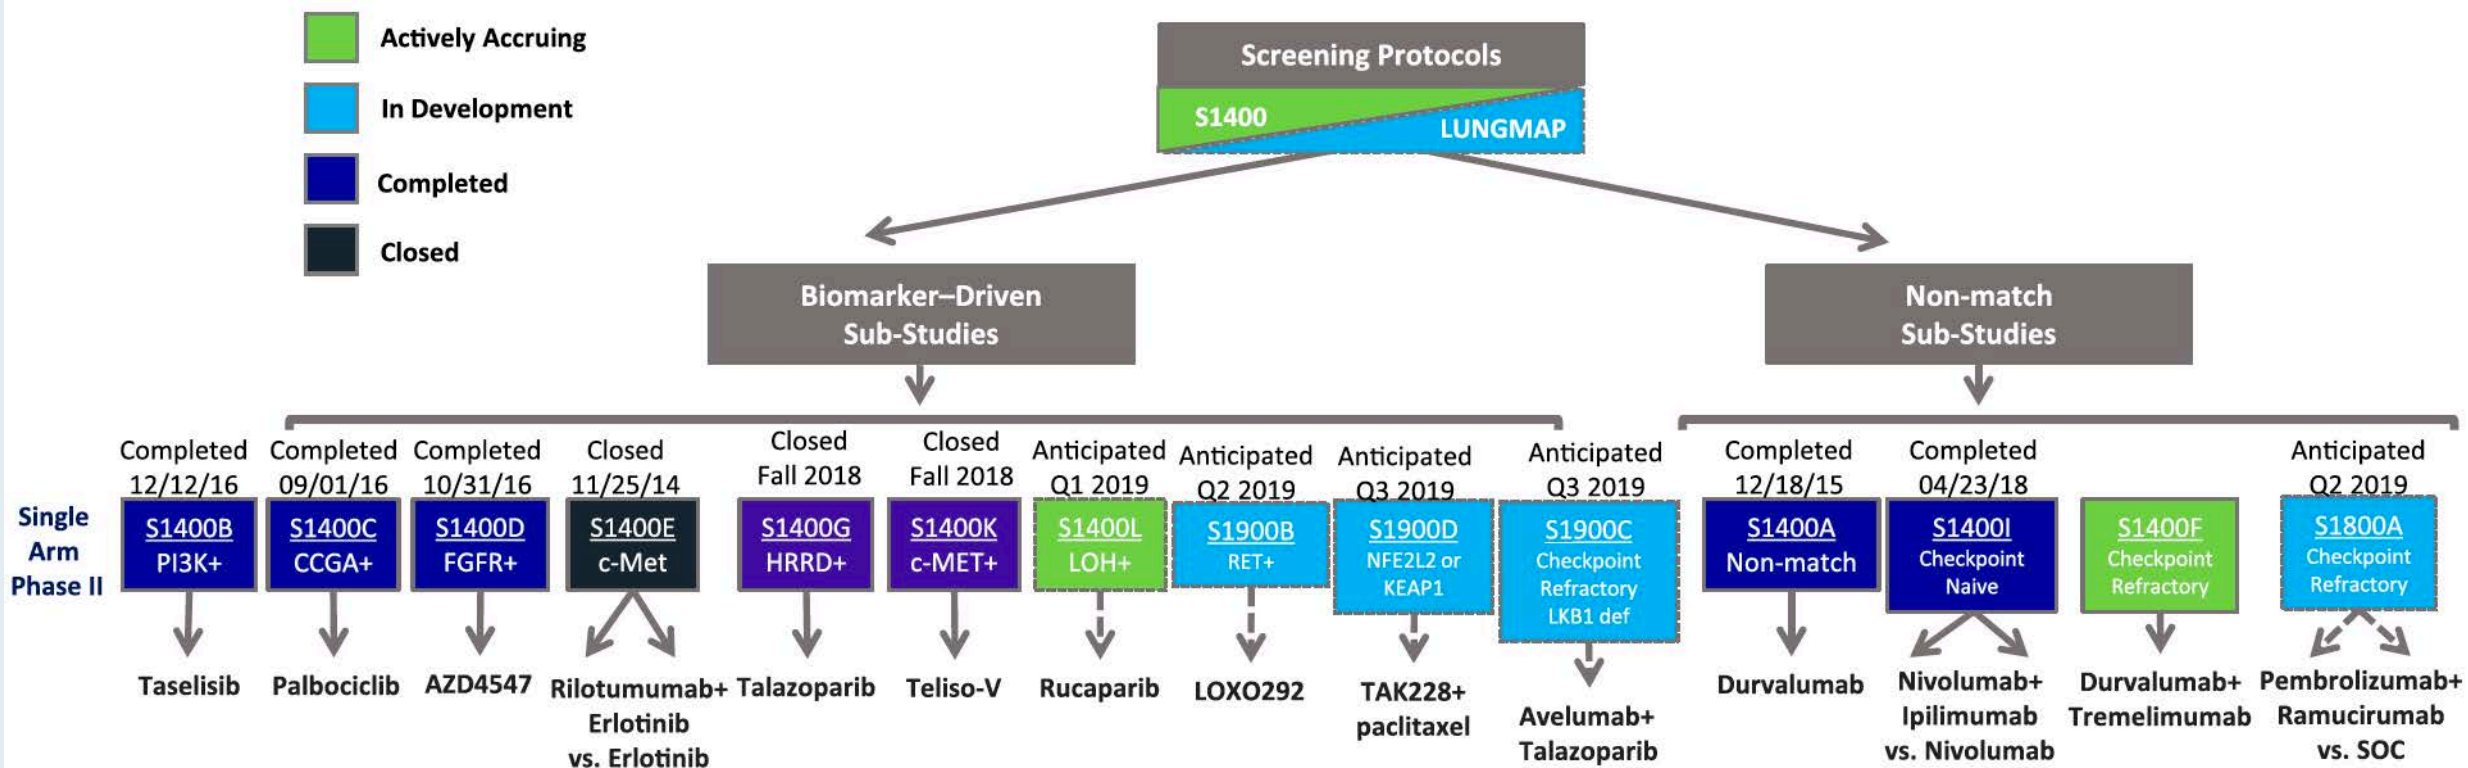 Actively Accruing
In Development
Completed
Closed
Screening Protocols
S1400
LUNGMAP
Biomarker–Driven
Sub-Studies
Non-match
Sub-Studies
Single
Arm
Phase II
Completed
12/12/16
S1400B
PI3K+
Taselisib
Completed
09/01/16
S1400C
CCGA+
Palbociclib
Completed
10/31/16
S1400D
FGFR+
AZD4547
Closed
11/25/14
S1400E
c-Met
Rilotumumab+
Erlotinib
vs. Erlotinib
Closed
Fall 2018
S1400G
HRRD+
Talazoparib
Closed
Fall 2018
S1400K
c-MET+
Teliso-V
Anticipated
Q1 2019
S1400L
LOH+
Rucaparib
Anticipated
Q2 2019
S1900B
RET+
LOXO292
Anticipated
Q3 2019
S1900D
NFE2L2 or
KEAP1
TAK228+
paclitaxel
Anticipated
Q3 2019
S1900C
Checkpoint
Refractory
LKB1 def
Avelumab+
Talazoparib
Completed
12/18/15
S1400A
Non-match
Durvalumab
Completed
04/23/18
S1400I
Checkpoint
Naive
Nivolumab+
Ipilimumab
vs. Nivolumab
S1400F
Checkpoint
Refractory
Durvalumab+
Tremelimumab
Anticipated
Q2 2019
S1800A
Checkpoint
Refractory
Pembrolizumab+
Ramucirumab
vs. SOC